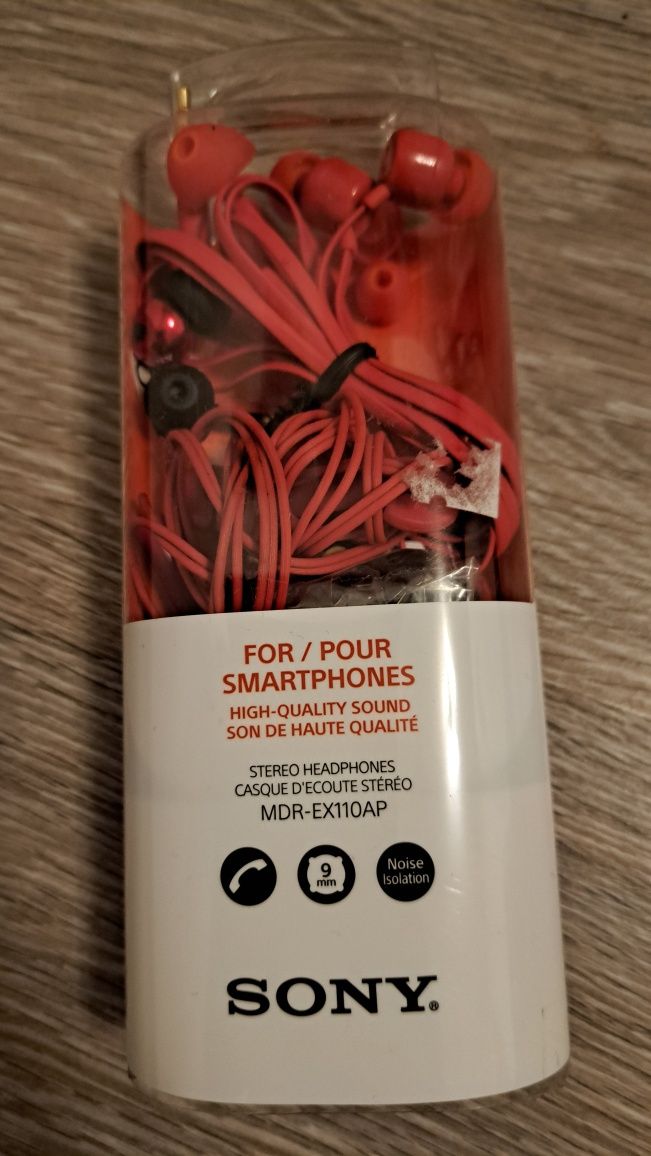 FOR / POUR
SMARTPHONES
HIGH-QUALITY SOUND
SON DE HAUTE QUALITÉ
STEREO HEADPHONES
CASQUE D'ECOUTE STÉRÉO
MDR-EX110AP
9
mm
Noise
Isolation
SONY®